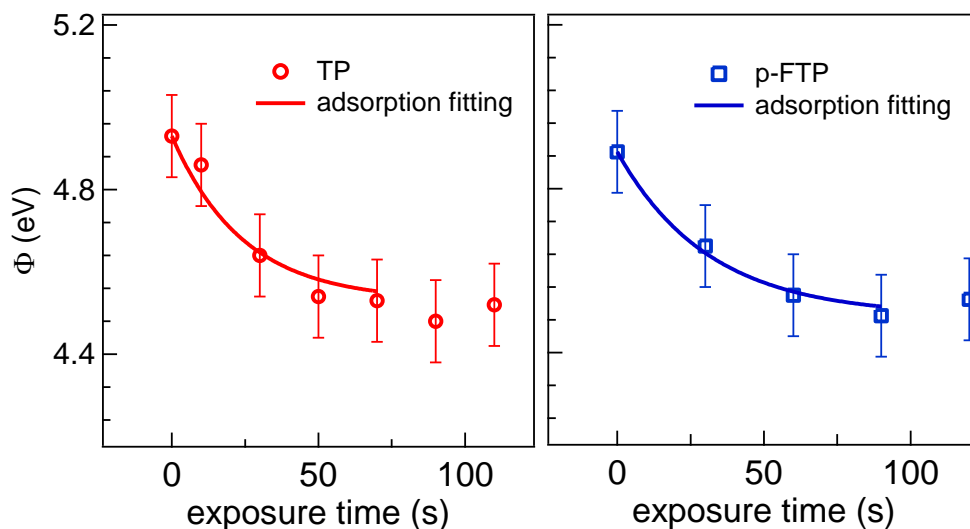 5.2
4.8
4.4
Φ (eV)
TP
adsorption fitting
0
50
100
exposure time (s)
p-FTP
adsorption fitting
0
50
100
exposure time (s)